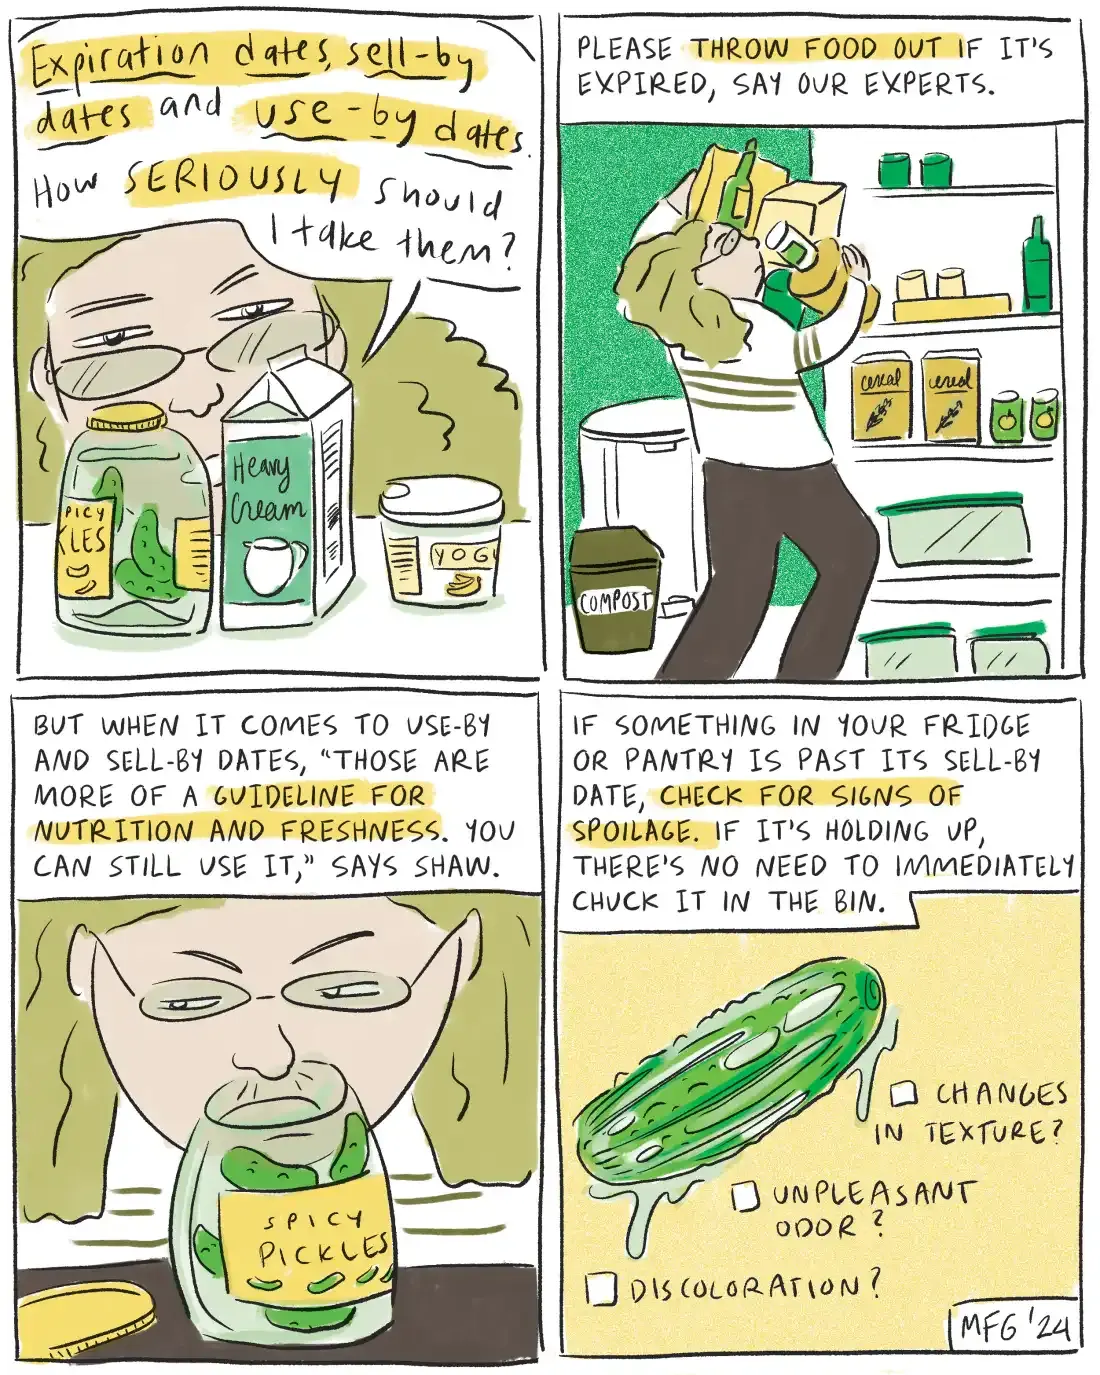 Expiration dates, sell-by
dates and use-by dates.
How SERIOUSLY should
I take them?
PICY
KLES
Heavy
Cream
YOGU
PLEASE THROW FOOD OUT IF IT'S
EXPIRED, SAY OUR EXPERTS.
cereal
cereal
COMPOST
BUT WHEN IT COMES TO USE-BY
AND SELL-BY DATES, "THOSE ARE
MORE OF A GUIDELINE FOR
NUTRITION AND FRESHNESS. YOU
CAN STILL USE IT," SAYS SHAW.
SPICY
PICKLES
IF SOMETHING IN YOUR FRIDGE
OR PANTRY IS PAST ITS SELL-BY
DATE, CHECK FOR SIGNS OF
SPOILAGE. IF IT'S HOLDING UP,
THERE'S NO NEED TO IMMEDIATELY
CHUCK IT IN THE BIN.
CHANGES
IN TEXTURE?
UNPLEASANT
ODOR?
DISCOLORATION?
MFG '24